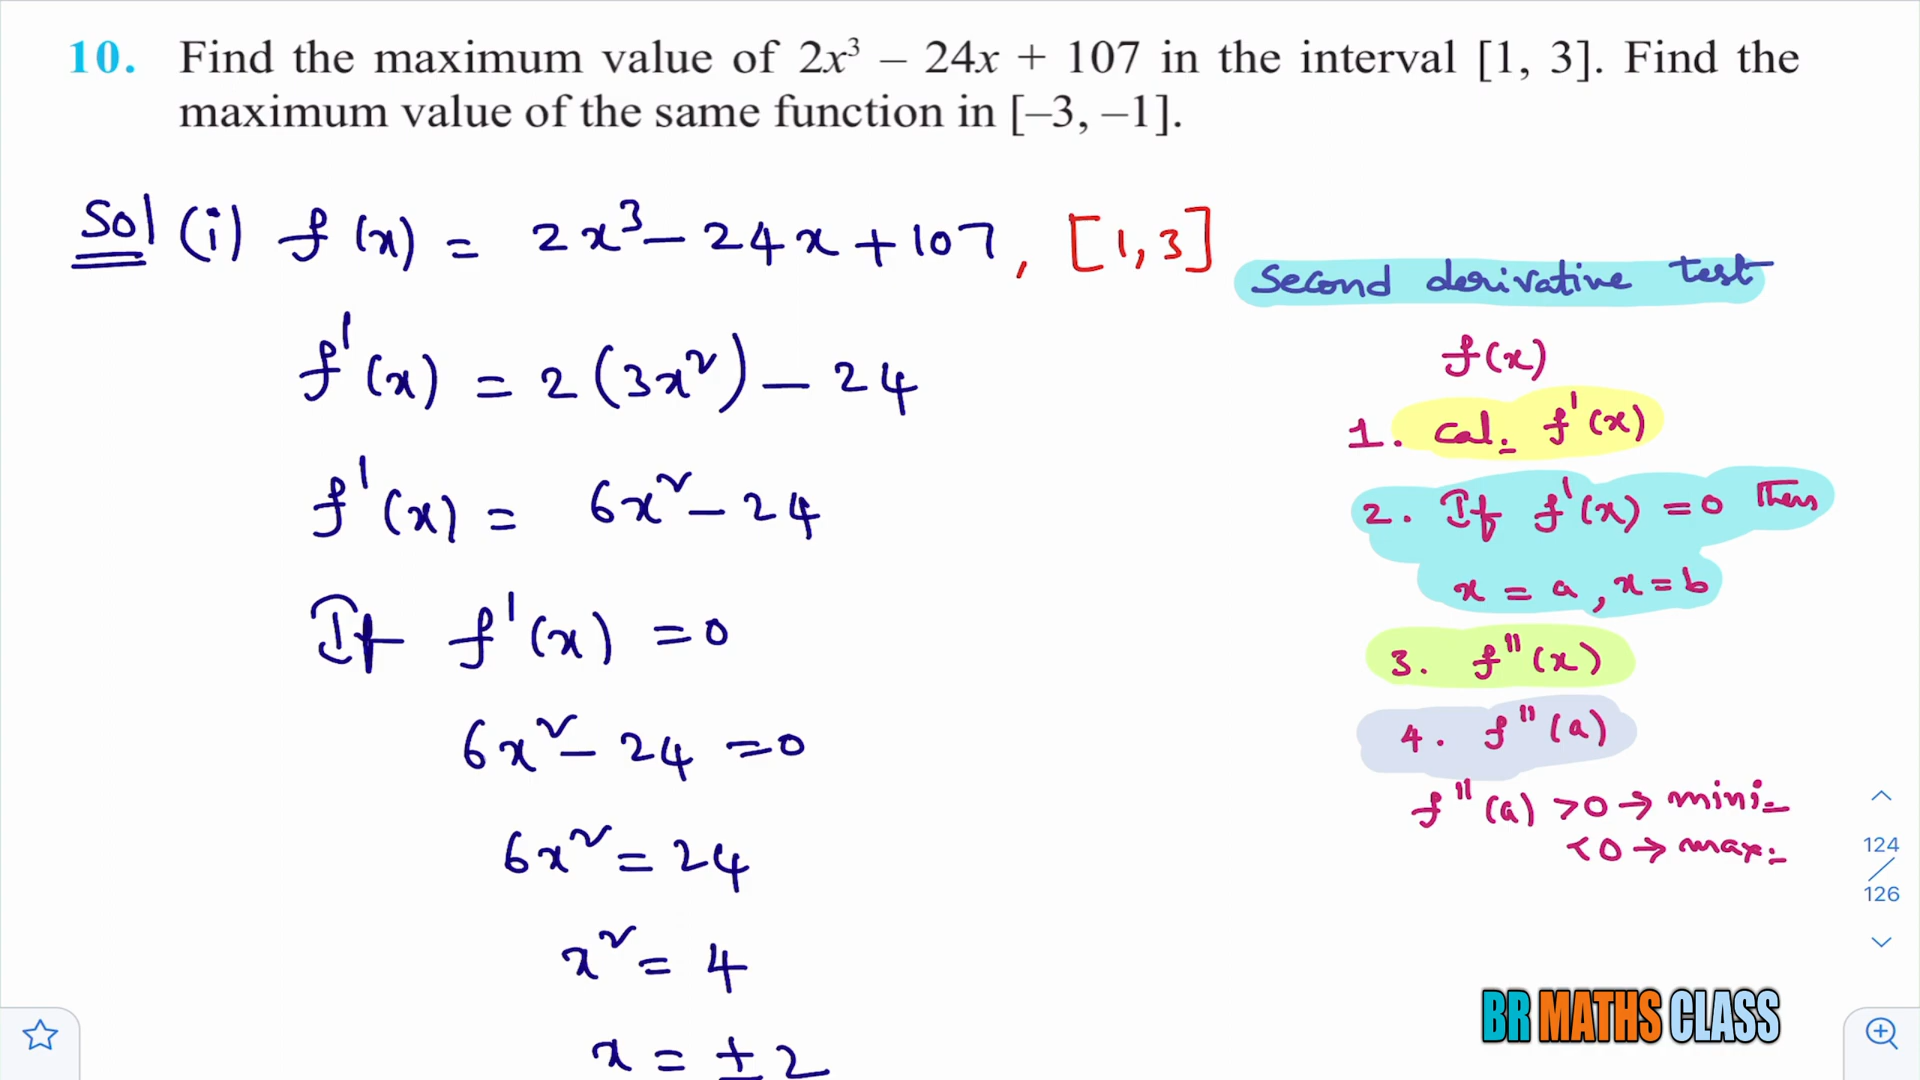 10. Find the maximum value of 2x³ – 24x + 107 in the interval [1, 3]. Find the
maximum value of the same function in [–3, –1].
Sol (i) f(x) = 2x³ – 24x + 107, [1,3]
f'(x) = 2(3x²) – 24
f'(x) = 6x² – 24
If f'(x) = 0
6x² – 24 = 0
6x² = 24
x² = 4
x = ±2
Second derivative test
f(x)
1. Cal. f'(x)
2. If f'(x) = 0 Then
x = a, x = b
3. f''(x)
4. f''(a)
f''(a) >0 → mini
<0 → max
124
/
126
BR MATHS CLASS